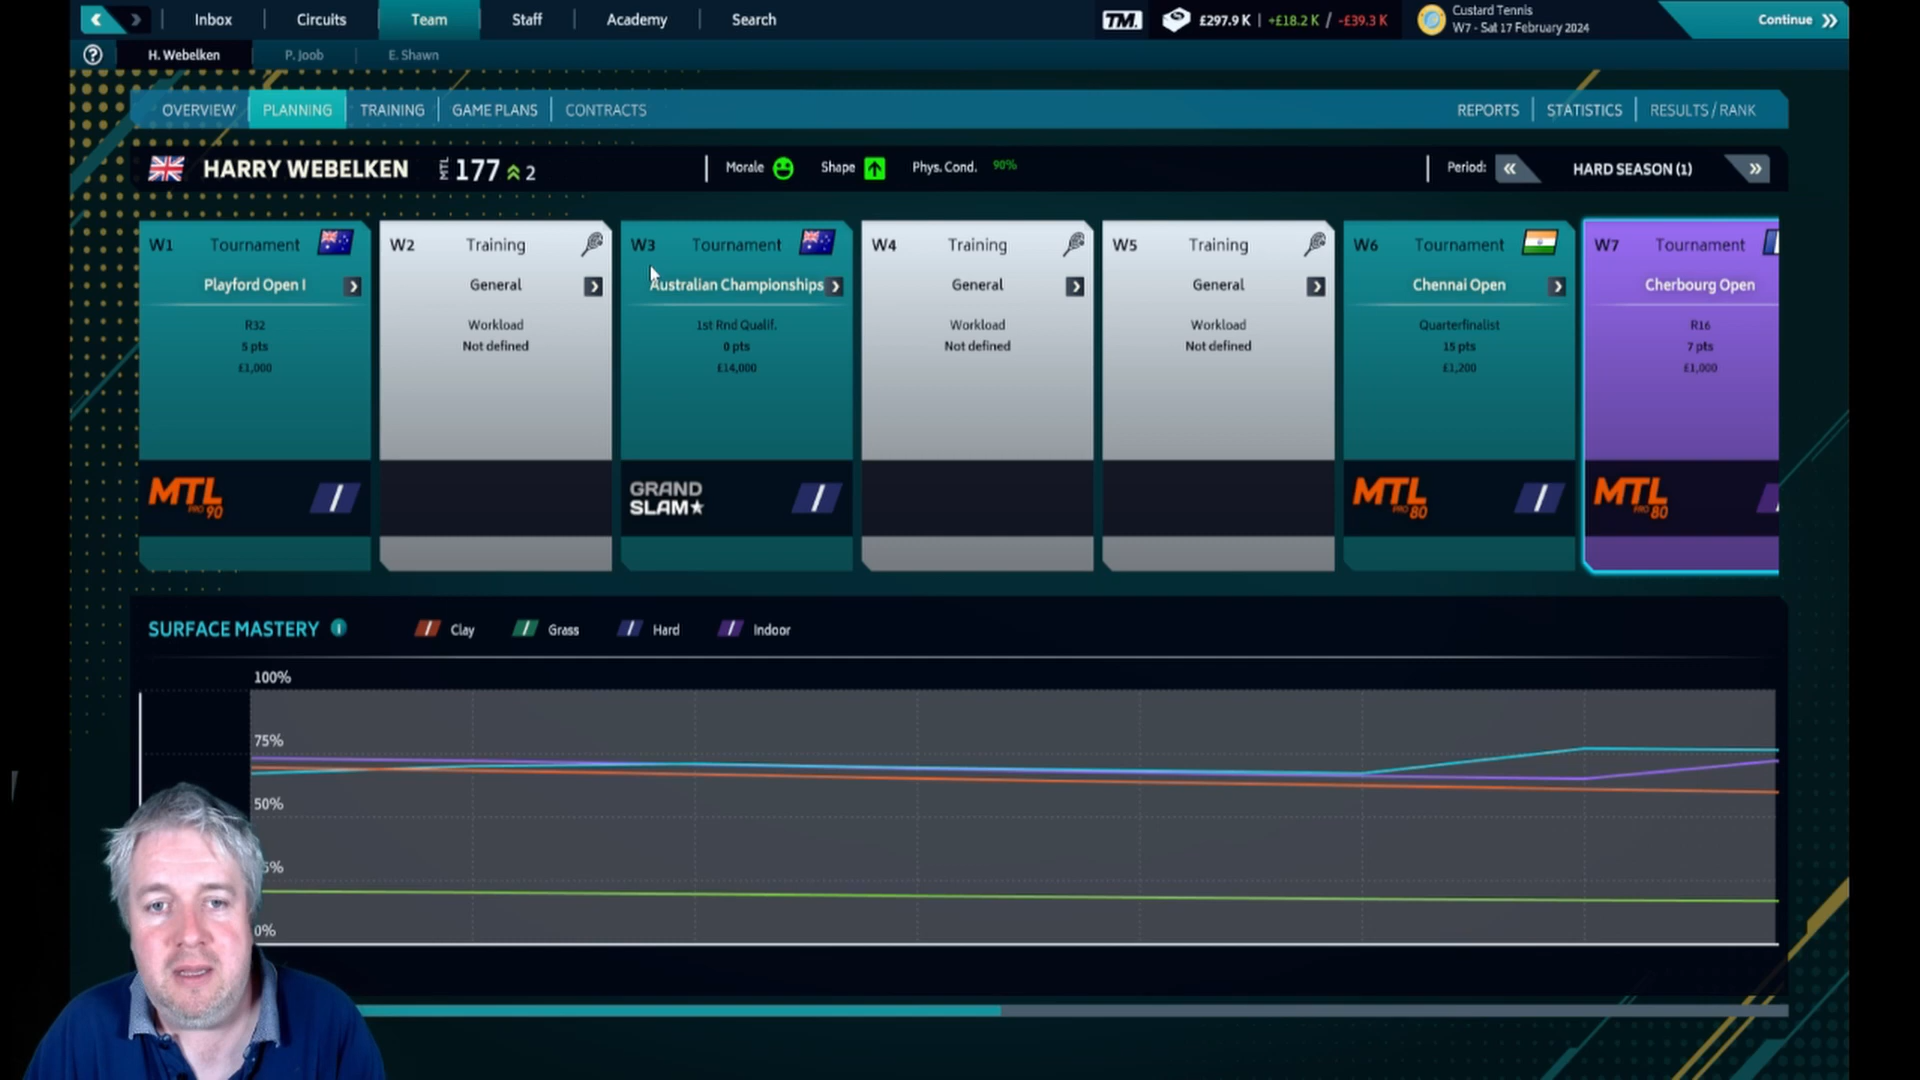 Inbox
Circuits
Team
Staff
Academy
Search
TM.
£297.9 K | +£18.2 K / -£39.3 K
Custard Tennis
W7 - Sat 17 February 2024
Continue
H. Webelken
P. Joob
E. Shawn
OVERVIEW
PLANNING
TRAINING
GAME PLANS
CONTRACTS
REPORTS
STATISTICS
RESULTS / RANK
HARRY WEBELKEN
MTL 177 2
Morale
Shape
Phys. Cond. 90%
Period:
HARD SEASON (1)
W1 Tournament
Playford Open I
R32
5 pts
£1,000
MTL
PRO 90
W2 Training
General
Workload
Not defined
W3 Tournament
Australian Championships
1st Rnd Qualif.
0 pts
£14,000
GRAND
SLAM★
W4 Training
General
Workload
Not defined
W5 Training
General
Workload
Not defined
W6 Tournament
Chennai Open
Quarterfinalist
15 pts
£1,200
MTL
PRO 80
W7 Tournament
Cherbourg Open
R16
7 pts
£1,000
MTL
PRO 80
SURFACE MASTERY i
Clay
Grass
Hard
Indoor
100%
75%
50%
5%
0%